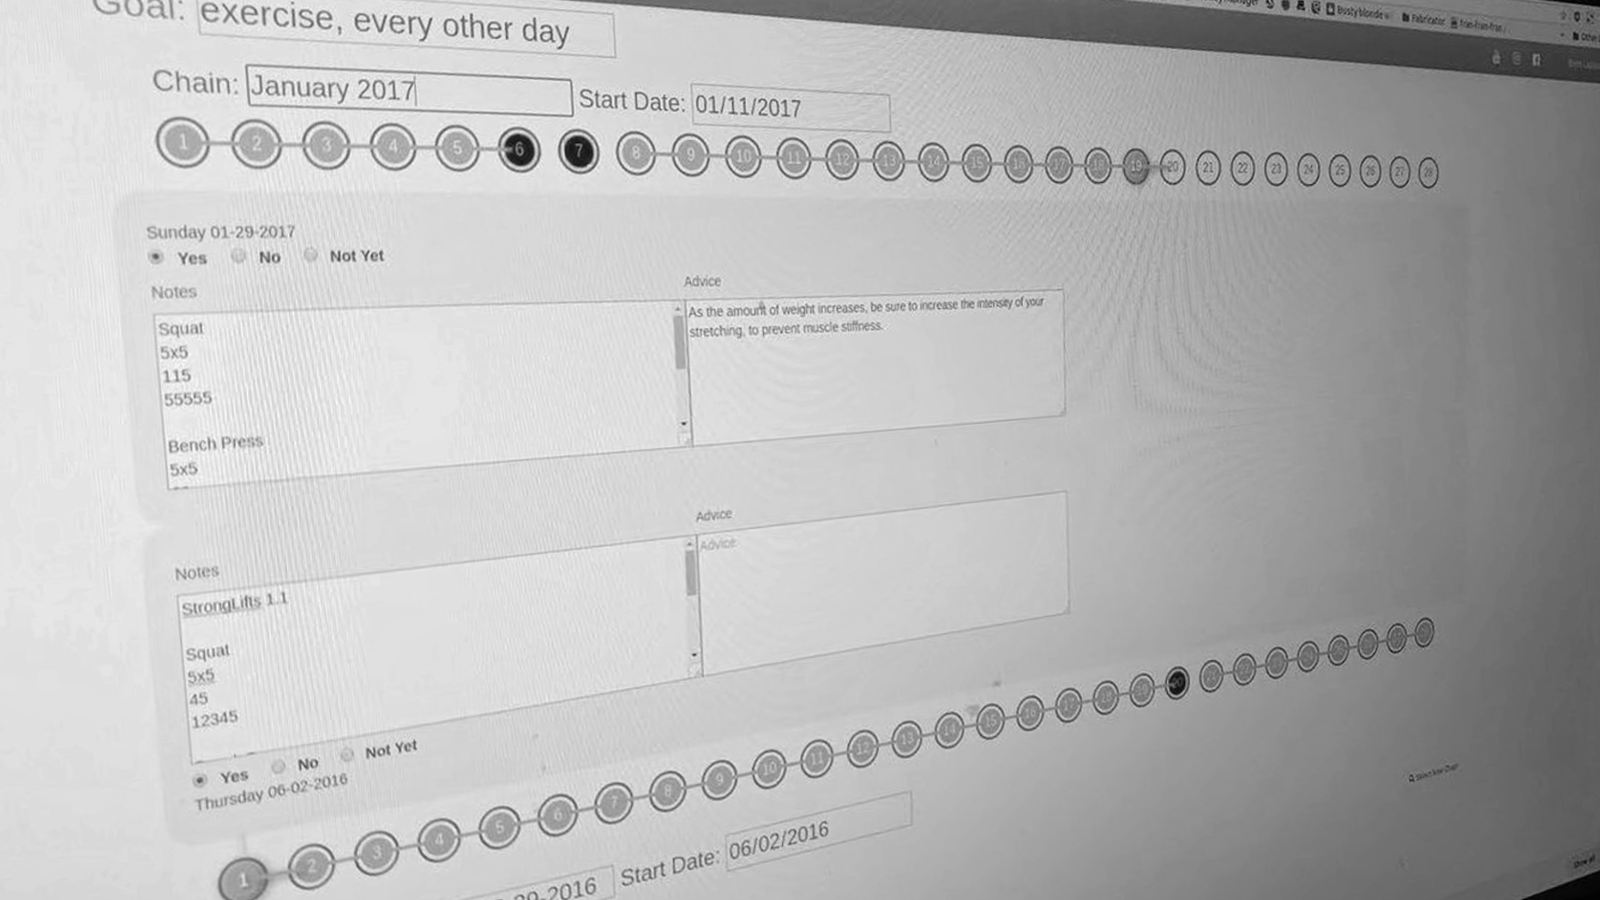 Goal: exercise, every other day
Chain: January 2017 Start Date: 01/11/2017
1 2 3 4 5 6 7 8 9 10 11 12 13 14 15 16 17 18 19 20 21 22 23 24 25 26 27 28
Sunday 01-29-2017
Yes No Not Yet
Notes Advice
Squat
5x5
115
55555
Bench Press
5x5
As the amount of weight increases, be sure to increase the intensity of your
stretching, to prevent muscle stiffness.
Notes Advice
StrongLifts 1.1
Squat
5x5
45
12345
Advice
Yes No Not Yet
Thursday 06-02-2016
1 2 3 4 5 6 7 8 9 10 11 12 13 14 15 16 17 18 19 20
Start Date: 06/02/2016
Fabricator
Show all